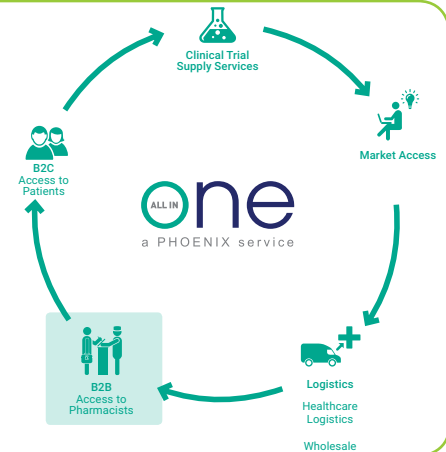 Clinical Trial
Supply Services
Market Access
B2C
Access to
Patients
ALL IN
one
a PHOENIX service
B2B
Access to
Pharmacists
Logistics
Healthcare
Logistics
Wholesale